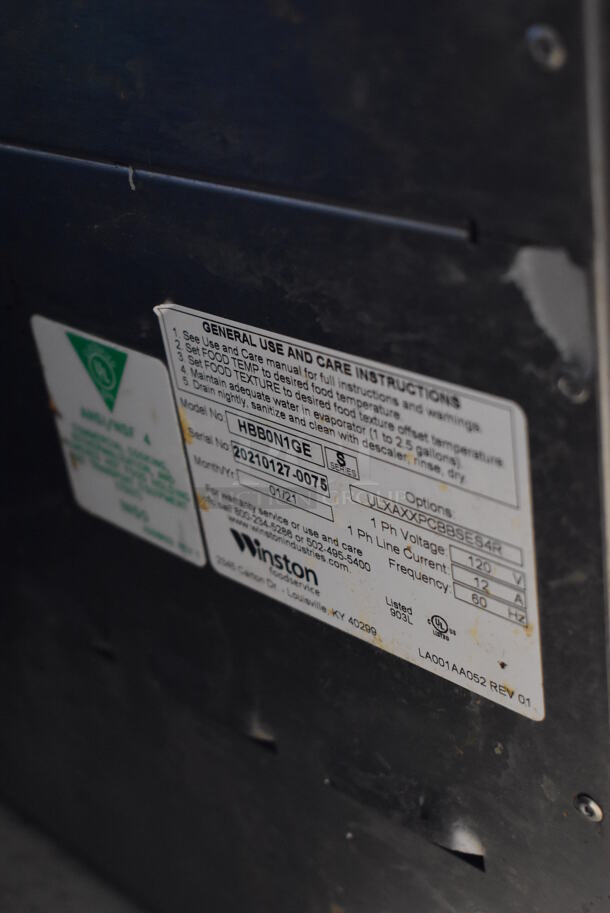 GENERAL USE AND CARE INSTRUCTIONS
1. See Use and Care manual for full instructions and warnings.
2. Set FOOD TEMP to desired food temperature.
3. Set FOOD TEXTURE to desired food texture offset temperature
4. Maintain adequate water in evaporator (1 to 2.5 gallons).
5. Drain nightly, sanitize and clean with descaler, rinse, dry.
Model No. HBB0N1GE S SERIES
Serial No. 20210127-0075
Month/Yr. 01/21
Options:
ULXAXXPCBBSES4R
1 Ph Voltage 120 V
1 Ph Line Current: 12 A
Frequency: 60 Hz
For warranty service or use and care
call 800-234-5286 or 502-495-5400
www.winstonindustries.com.
Winston
foodservice
2345 Carton Dr. - Louisville, KY 40299
Listed
903L
UL
LISTED
LA001AA052 REV 01
UL
ANSI/NSF 4
GROUP